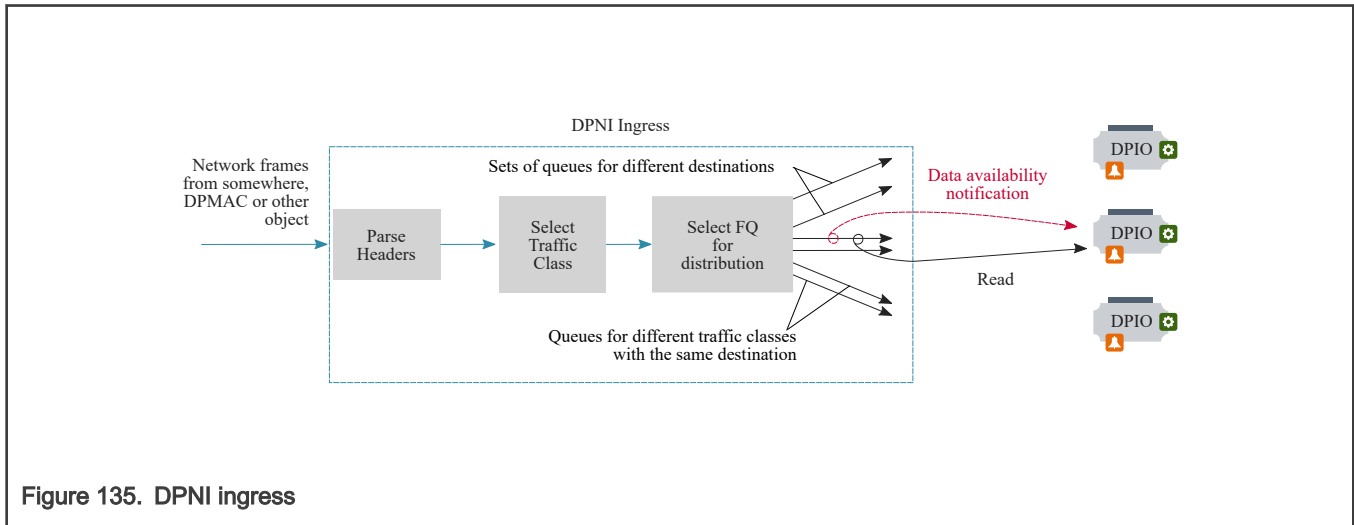 DPNI Ingress
Network frames
from somewhere,
DPMAC or other
object
Sets of queues for different destinations
Parse
Headers
Select
Traffic
Class
Select FQ
for
distribution
Data availability
notification
Read
Queues for different traffic classes
with the same destination
DPIO
DPIO
DPIO
Figure 135. DPNI ingress